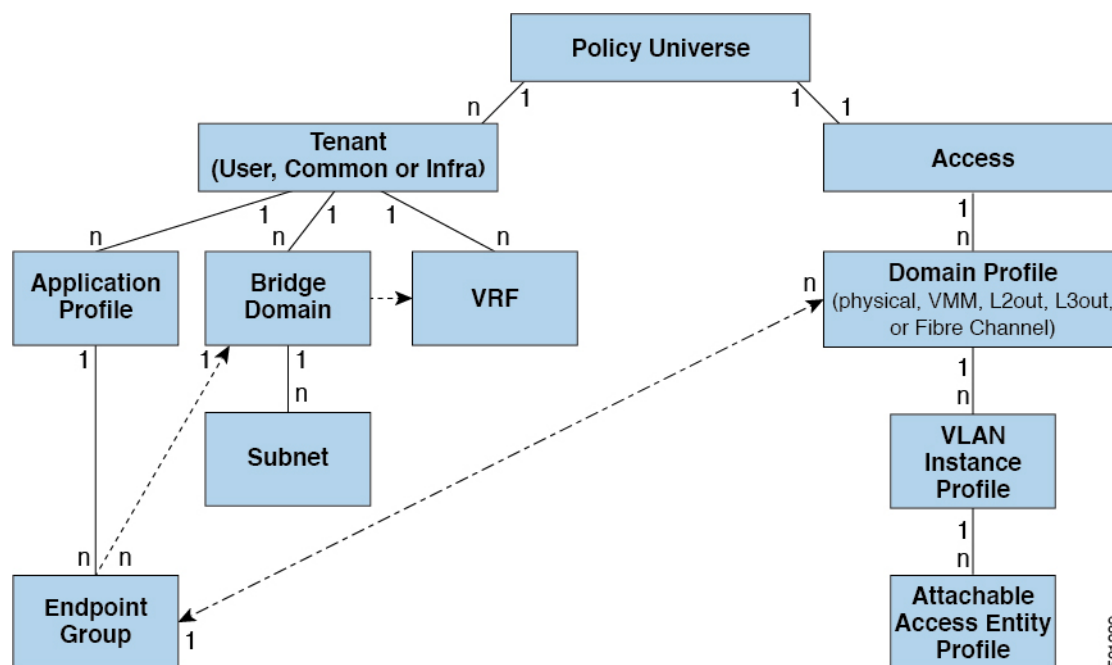 Policy Universe
n
1
1
1
Tenant
(User, Common or Infra)
Access
1
1
1
1
n
n
n
n
Application
Profile
Bridge
Domain
VRF
n
Domain Profile
(physical, VMM, L2out, L3out,
or Fibre Channel)
1
1
1
1
n
n
Subnet
VLAN
Instance
Profile
1
n
n
n
Endpoint
Group
1
Attachable
Access Entity
Profile